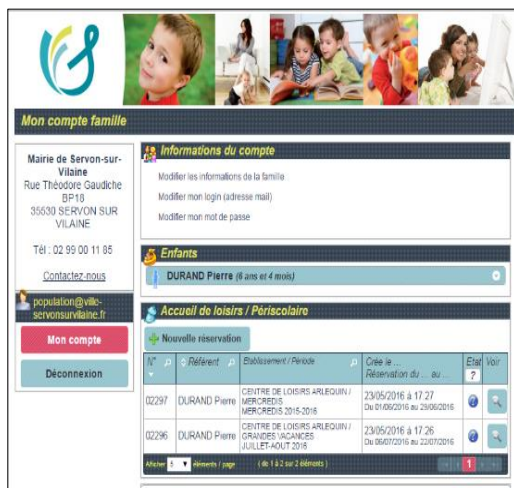 Mon compte famille
Mairie de Servon-sur-
Vilaine
Rue Théodore Gaudiche
BP18
35530 SERVON SUR
VILAINE
Tél : 02 99 00 11 85
Contactez-nous
population@ville-
servonsurvilaine.fr
Mon compte
Déconnexion
Informations du compte
Modifier les informations de la famille
Modifier mon login (adresse mail)
Modifier mon mot de passe
Enfants
DURAND Pierre (6 ans et 4 mois)
Accueil de loisirs / Périscolaire
Nouvelle réservation
N° Référent Etablissement / Période Crée le ... Etat Voir
Réservation du ... au ... ?
02297 DURAND Pierre CENTRE DE LOISIRS ARLEQUIN / 23/05/2016 à 17:27
MERCREDIS Du 01/06/2016 au 29/06/2016
MERCREDIS 2015-2016
02296 DURAND Pierre CENTRE DE LOISIRS ARLEQUIN / 23/05/2016 à 17:26
GRANDES VACANCES Du 06/07/2016 au 22/07/2016
JUILLET-AOUT 2016
Afficher 5 éléments / page ( de 1 à 2 sur 2 éléments ) 1